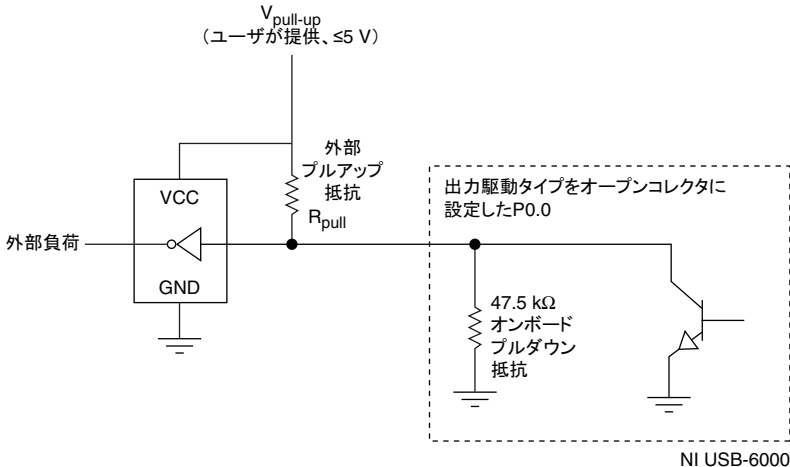 Vpull-up
（ユーザが提供、≤5 V）
外部
プルアップ
抵抗
Rpull
VCC
GND
外部負荷
出力駆動タイプをオープンコレクタに
設定したP0.0
47.5 kΩ
オンボード
プルダウン
抵抗
NI USB-6000